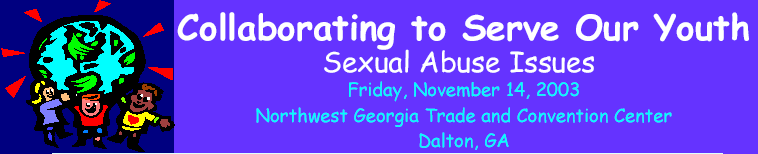 Collaborating to Serve Our Youth
Sexual Abuse Issues
Friday, November 14, 2003
Northwest Georgia Trade and Convention Center
Dalton, GA